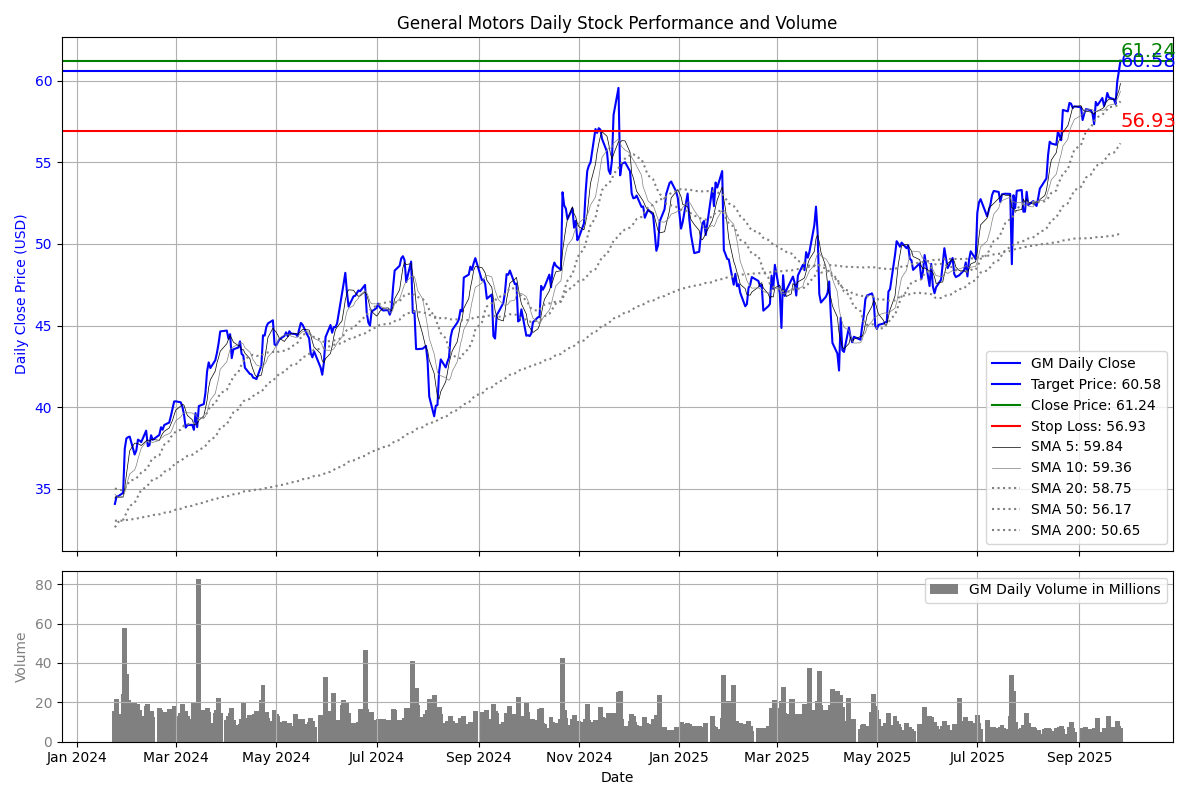 General Motors Daily Stock Performance and Volume
61.24
60.58
60
56.93
55
50
45
40
35
Daily Close Price (USD)
GM Daily Close
Target Price: 60.58
Close Price: 61.24
Stop Loss: 56.93
SMA 5: 59.84
SMA 10: 59.36
SMA 20: 58.75
SMA 50: 56.17
SMA 200: 50.65
80
60
40
20
0
Volume
GM Daily Volume in Millions
Jan 2024 Mar 2024 May 2024 Jul 2024 Sep 2024 Nov 2024 Jan 2025 Mar 2025 May 2025 Jul 2025 Sep 2025
Date